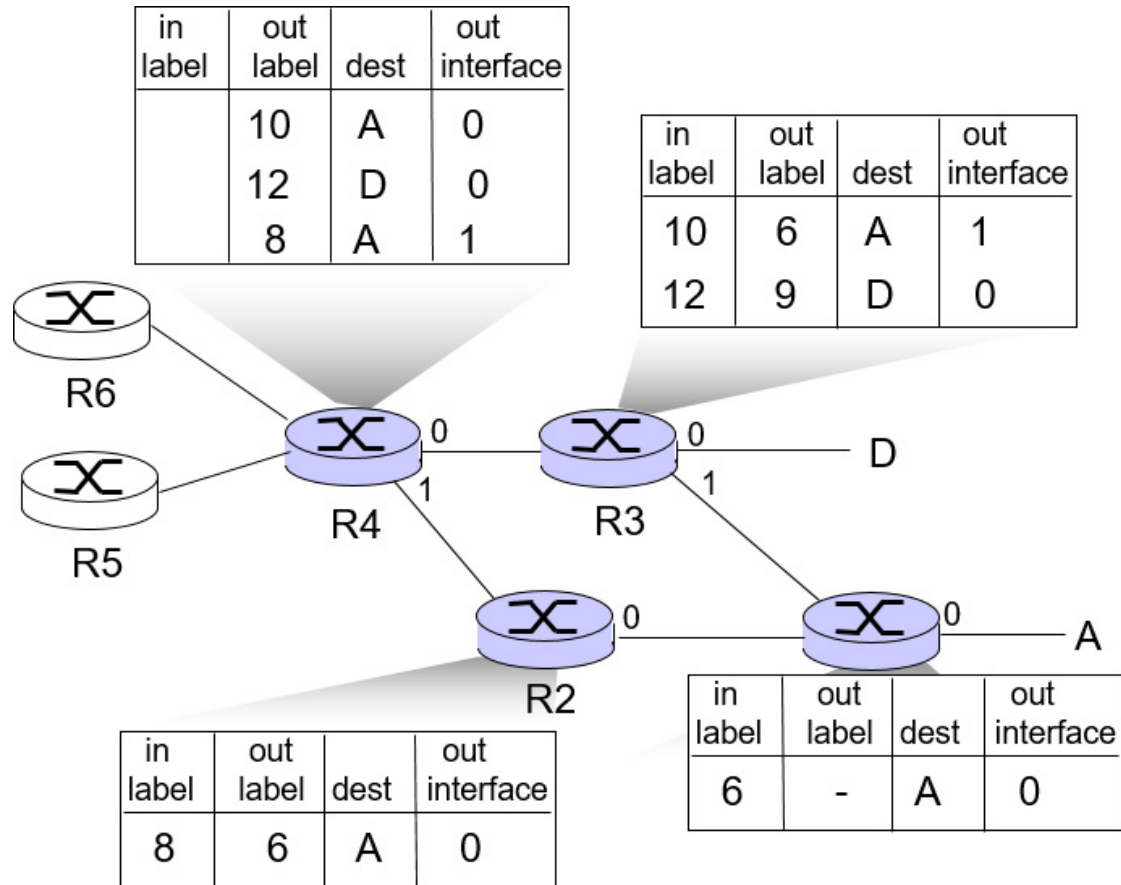 in out out
label label dest interface
10 A 0
12 D 0
8 A 1
in out out
label label dest interface
10 6 A 1
12 9 D 0
R6
R5
R4
0
1
R3
0
1
D
R2
0
0
A
in out out
label label dest interface
8 6 A 0
in out out
label label dest interface
6 - A 0